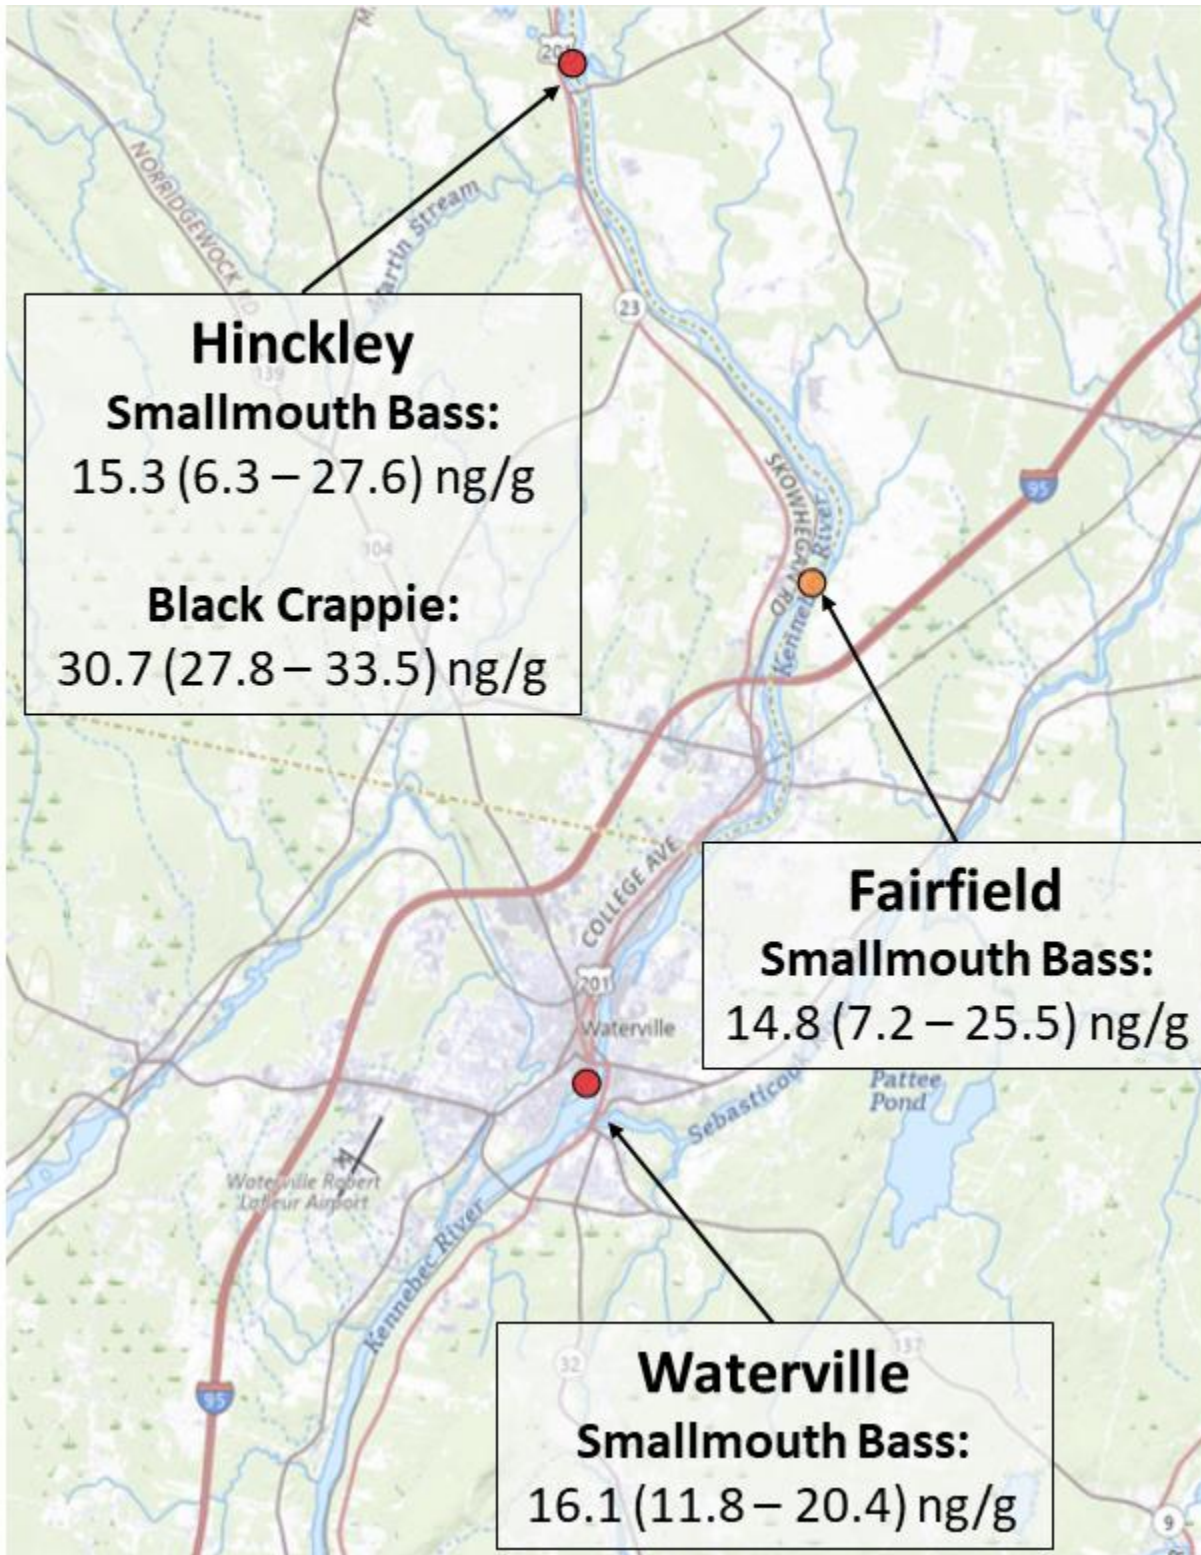 201
NORRIDGEWOCK RD
Martin Stream
23
Hinckley
Smallmouth Bass:
15.3 (6.3 – 27.6) ng/g
Black Crappie:
30.7 (27.8 – 33.5) ng/g
139
104
SKOWHEGAN RD
95
River
Fairfield
Smallmouth Bass:
14.8 (7.2 – 25.5) ng/g
COLLEGE AVE
201
Waterville
Pattee
Pond
Waterville Robert
Lafleur Airport
Kennebec River
95
32
137
Waterville
Smallmouth Bass:
16.1 (11.8 – 20.4) ng/g
9